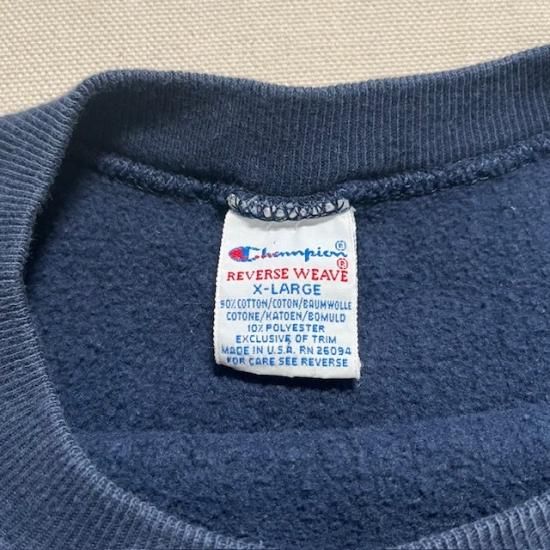 Champion®
REVERSE WEAVE®
X-LARGE
90% COTTON/COTON/BAUMWOLLE
COTONE/KATOEN/BOMULD
10% POLYESTER
EXCLUSIVE OF TRIM
MADE IN U.S.A. RN 26094
FOR CARE SEE REVERSE